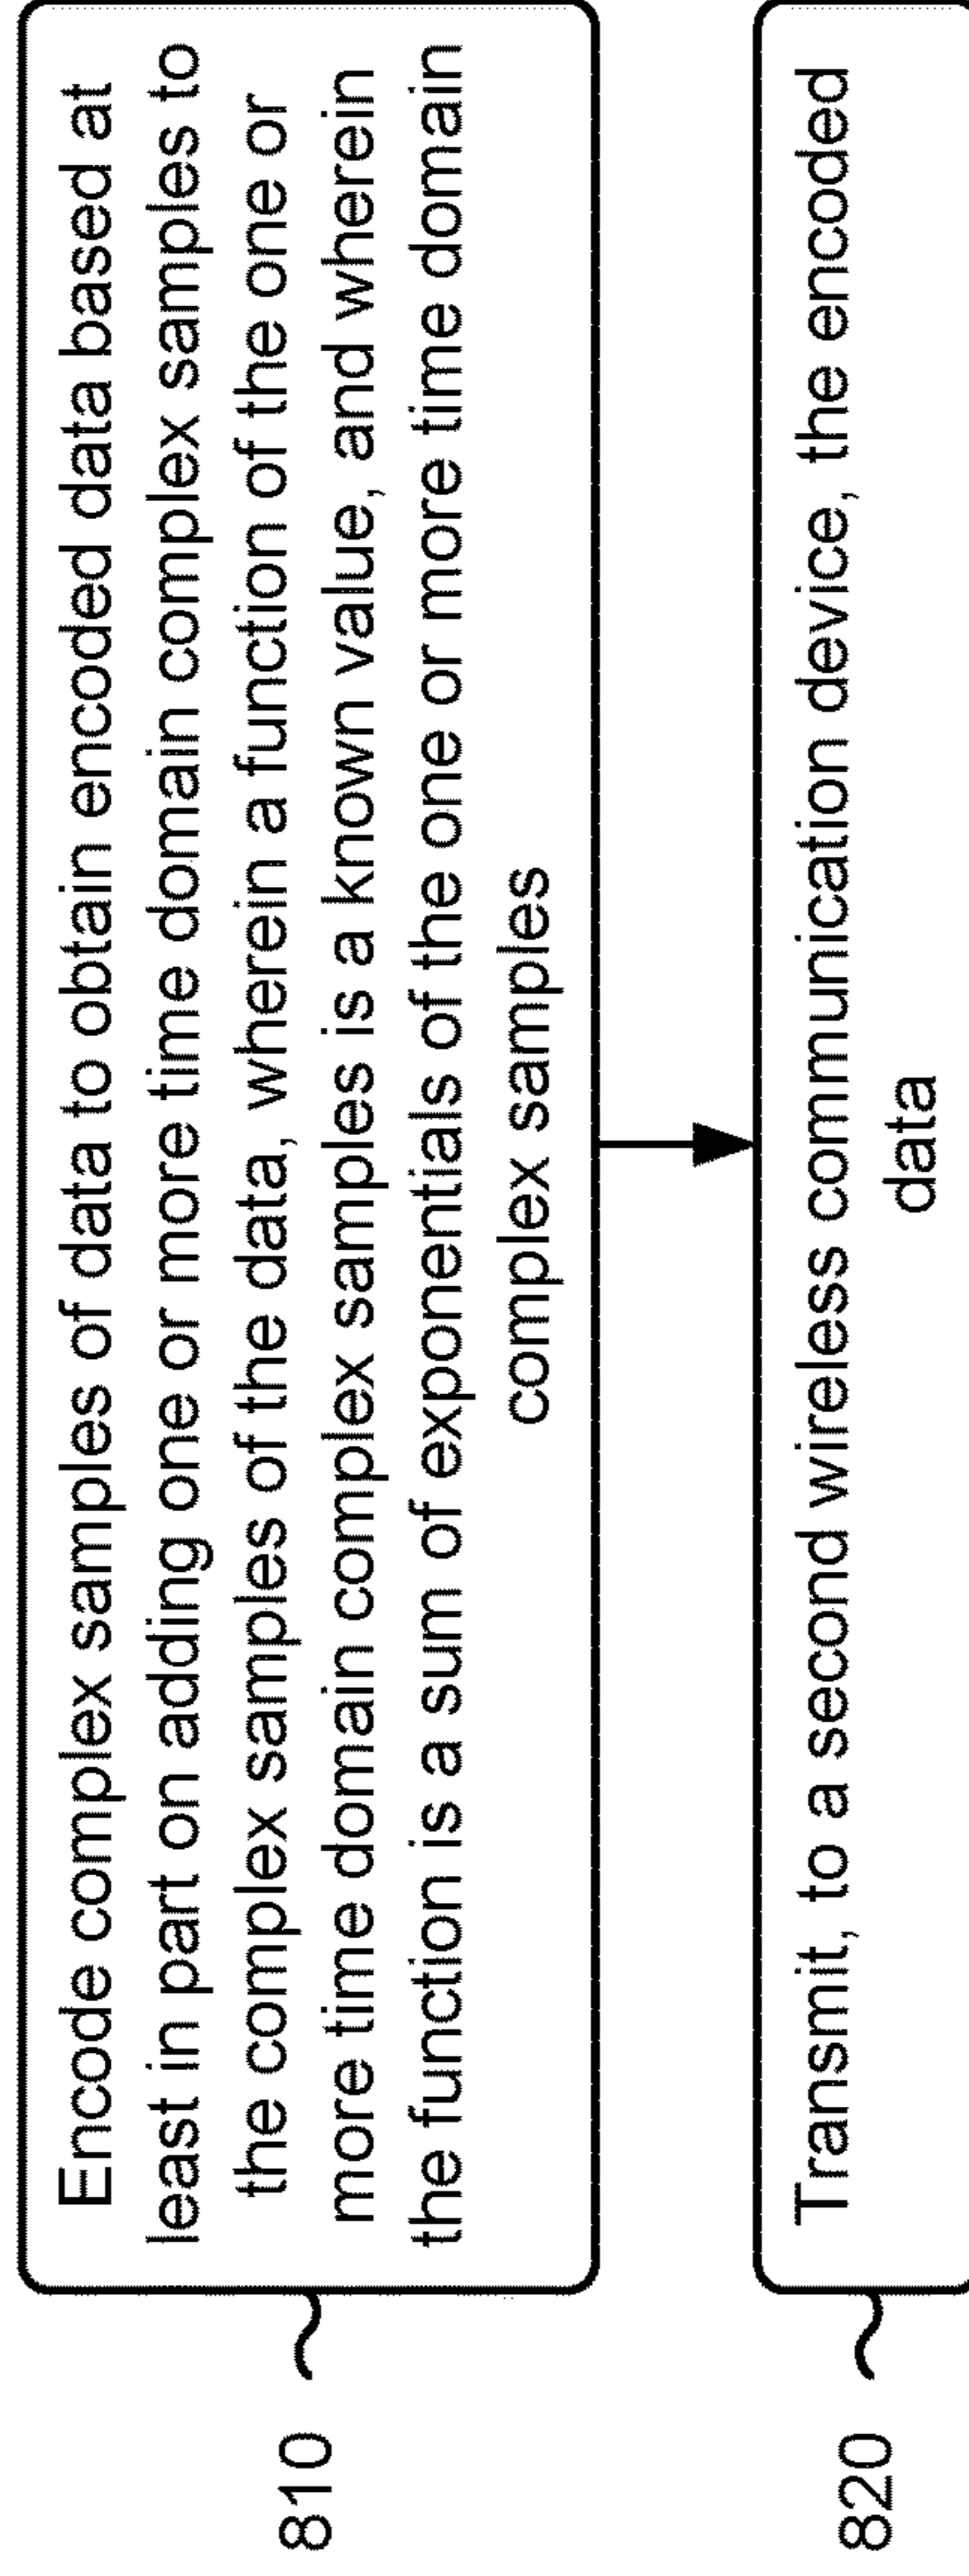 810
Encode complex samples of data to obtain encoded data based at
least in part on adding one or more time domain complex samples to
the complex samples of the data, wherein a function of the one or
more time domain complex samples is a known value, and wherein
the function is a sum of exponentials of the one or more time domain
complex samples
820
Transmit, to a second wireless communication device, the encoded
data